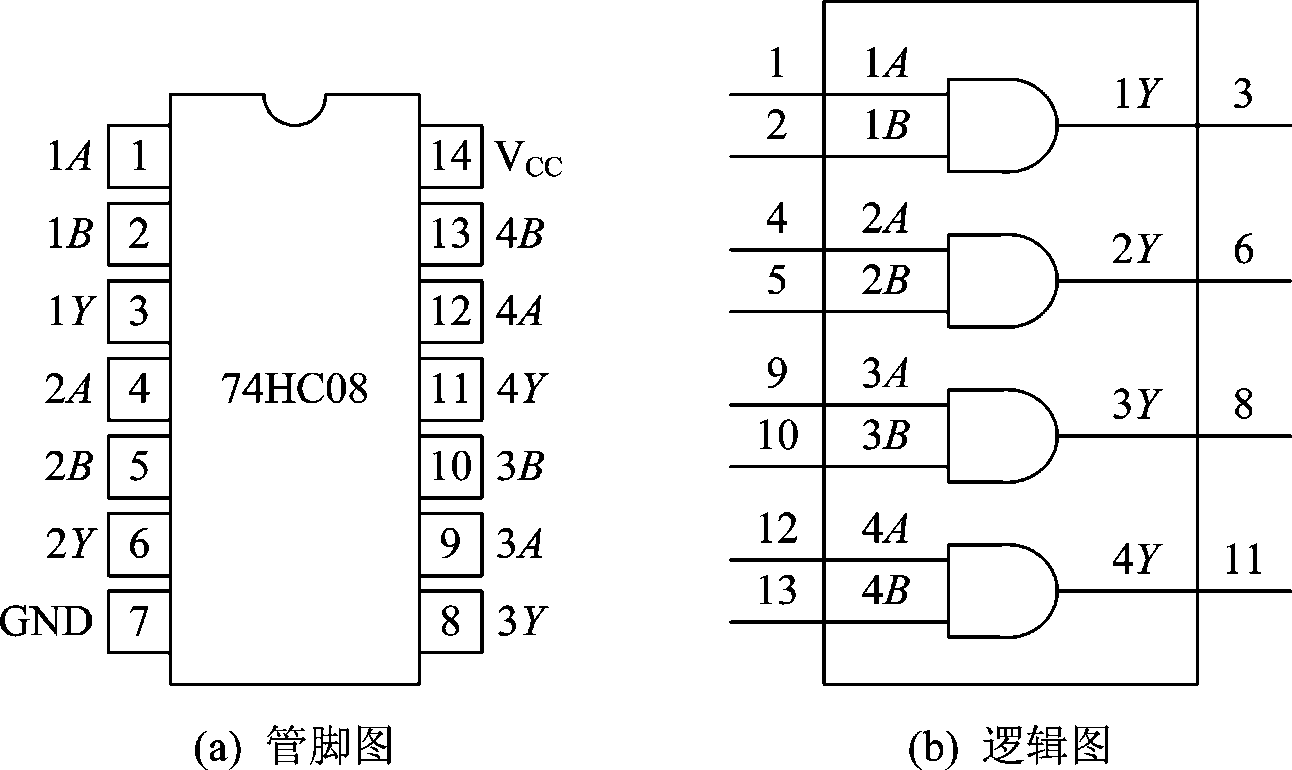 1A 1 14 VCC
1B 2 13 4B
1Y 3 12 4A
2A 4 74HC08 11 4Y
2B 5 10 3B
2Y 6 9 3A
GND 7 8 3Y
(a) 管脚图
1 1A
2 1B
1Y 3
4 2A
5 2B
2Y 6
9 3A
10 3B
3Y 8
12 4A
13 4B
4Y 11
(b) 逻辑图